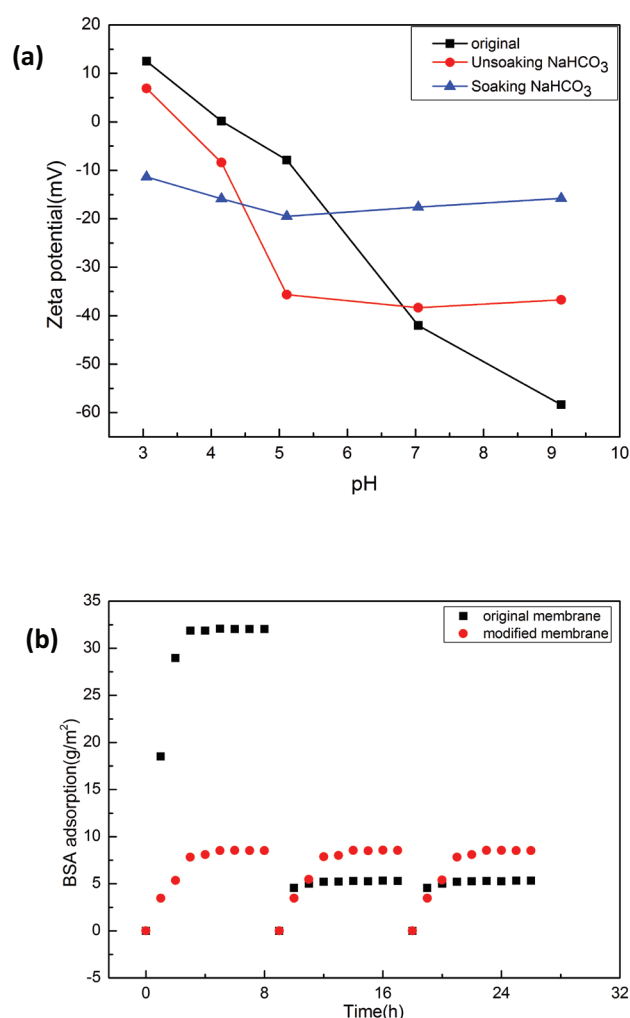 (a)
original
Unsoaking NaHCO3
Soaking NaHCO3
Zeta potential(mV)
20
10
0
-10
-20
-30
-40
-50
-60
3 4 5 6 7 8 9 10
pH
(b)
original membrane
modified membrane
BSA adsorption(g/m²)
35
30
25
20
15
10
5
0
-5
0 8 16 24 32
Time(h)